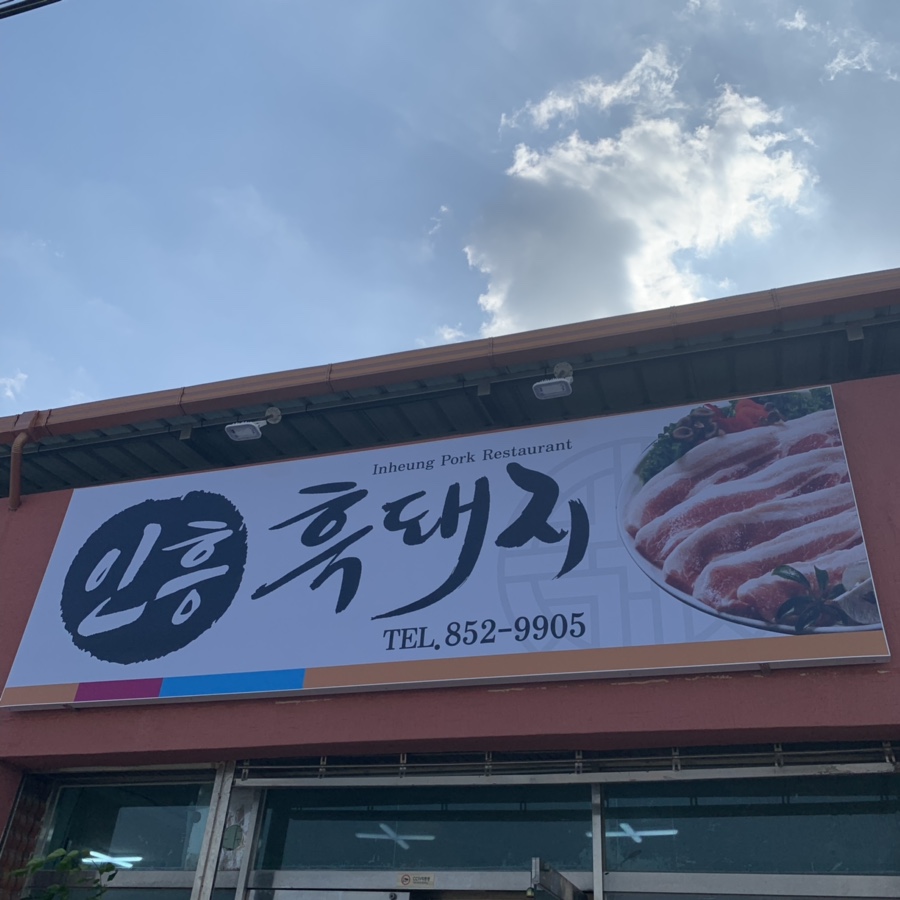 Inheung Pork Restaurant
인흥 흑돼지
TEL. 852-9905